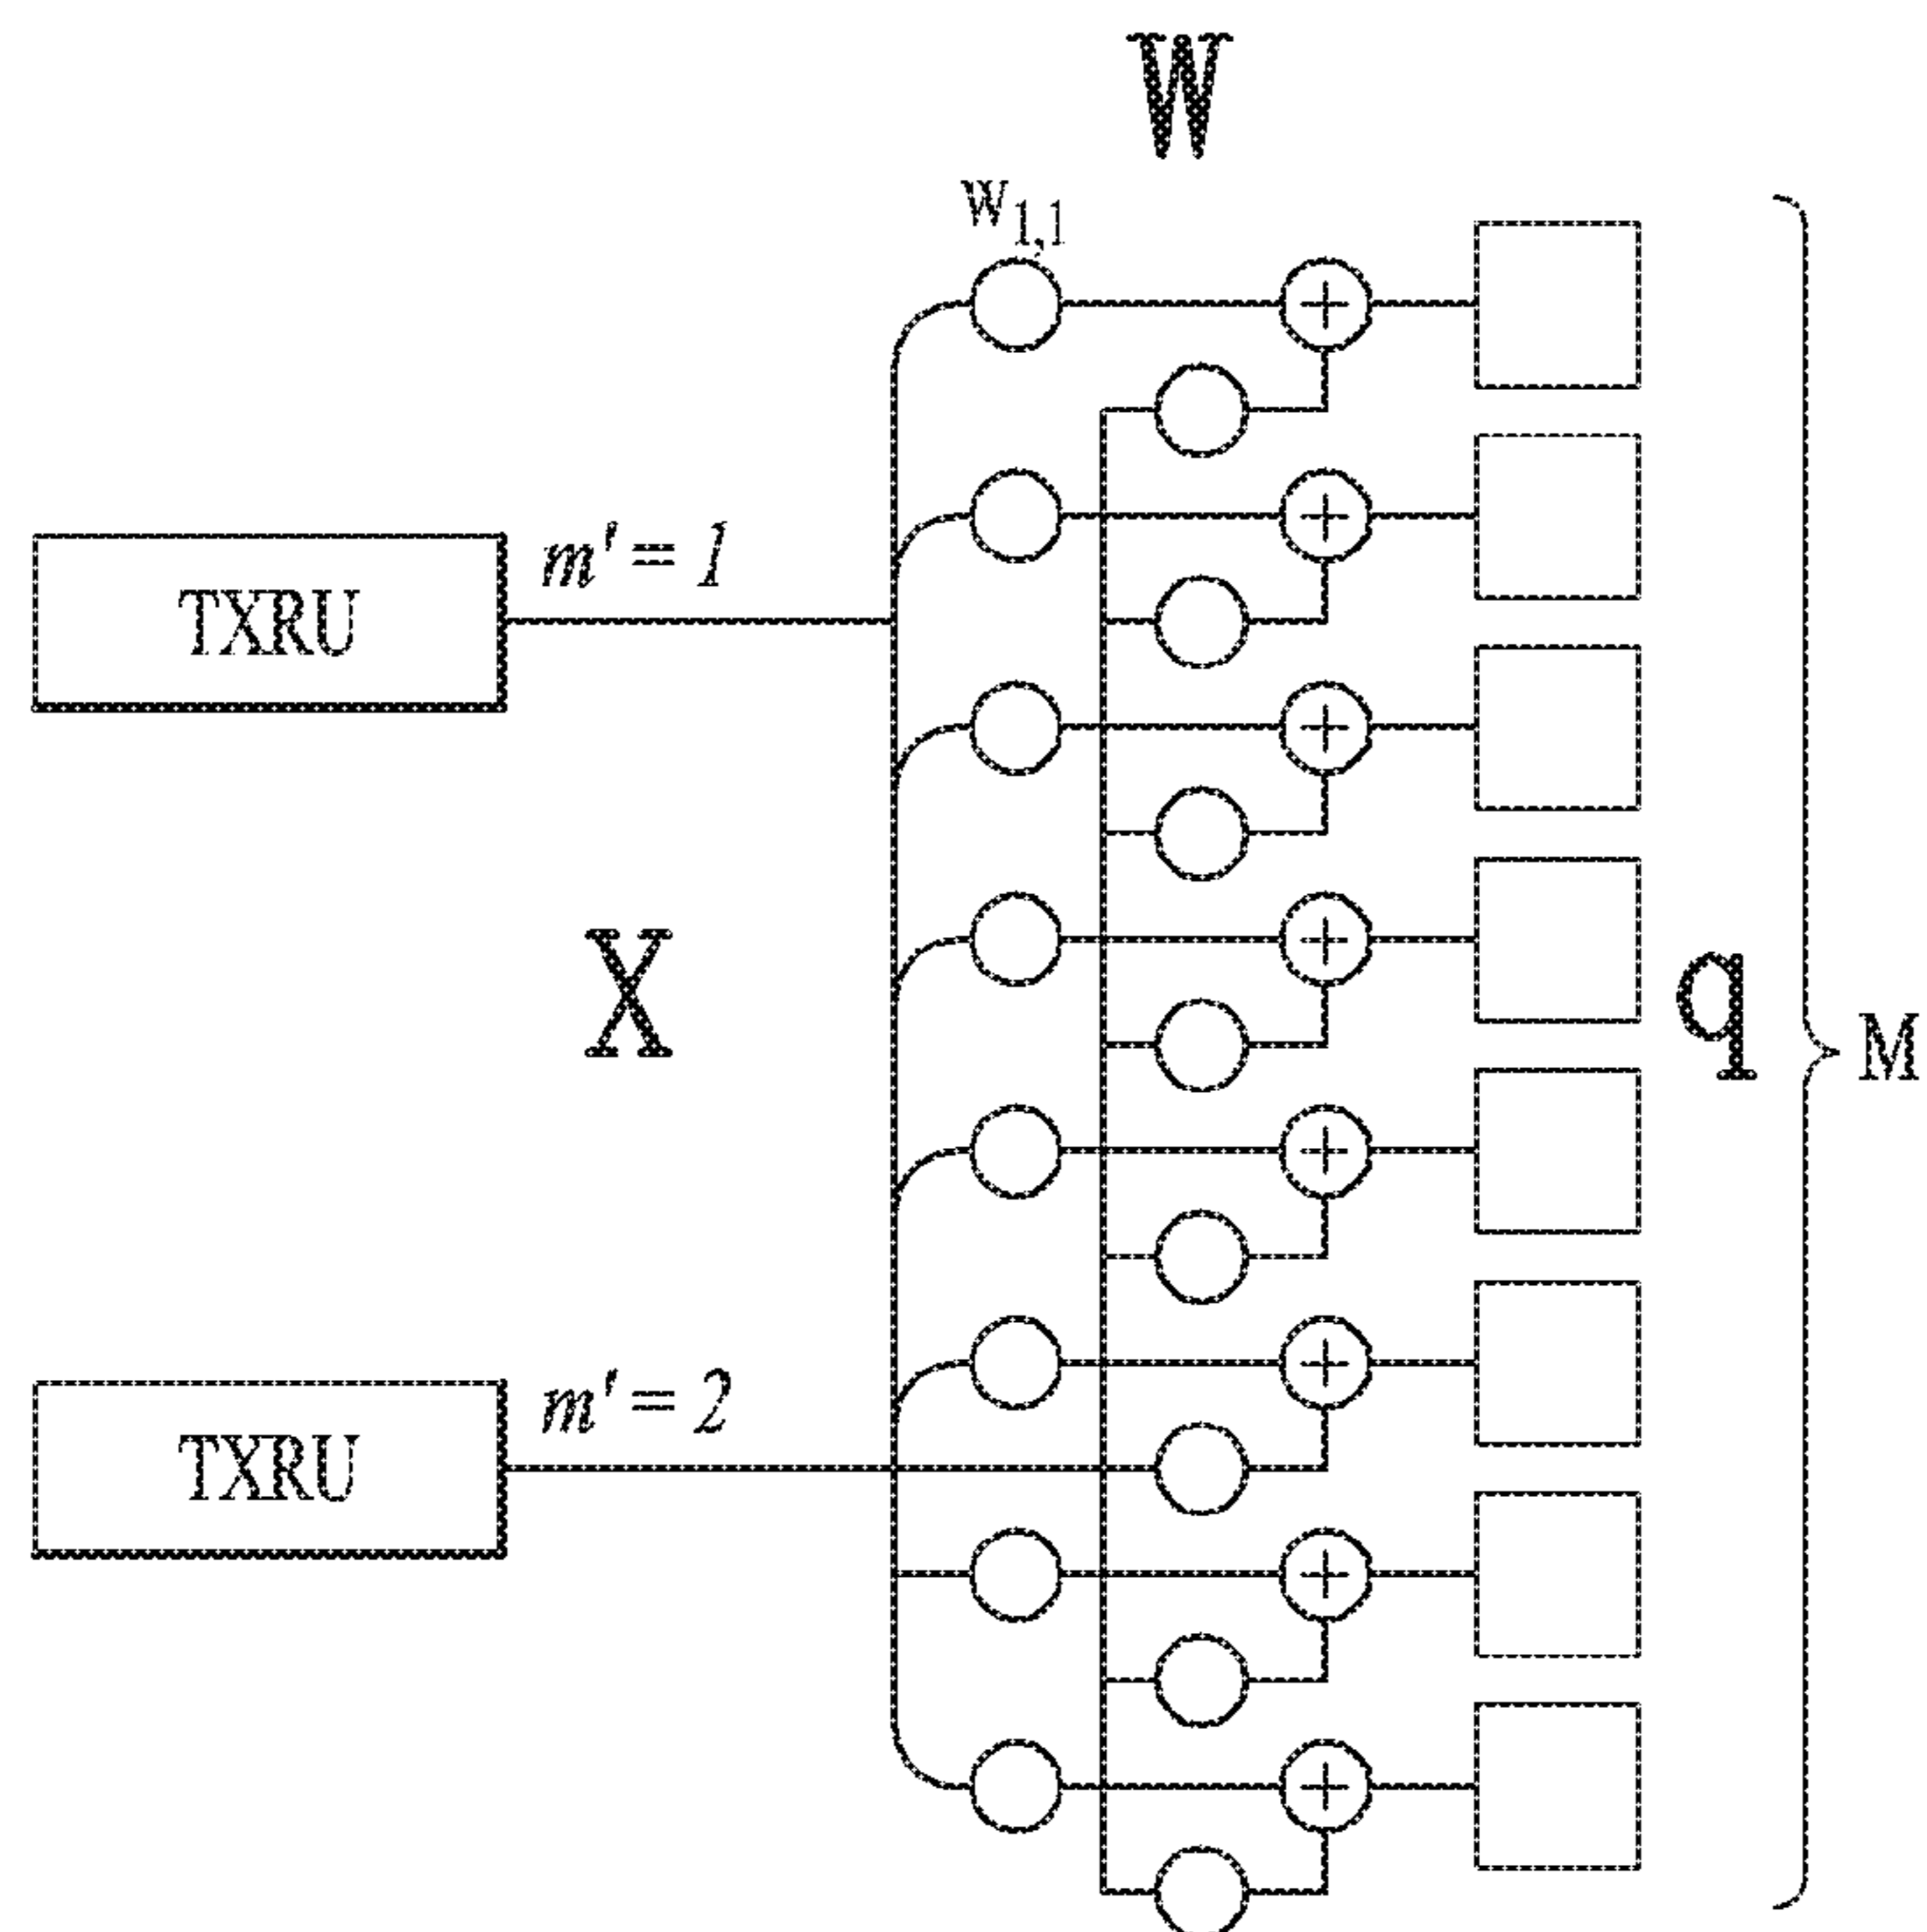 W
w1,1
m' = 1
TXRU
X
q
M
m' = 2
TXRU